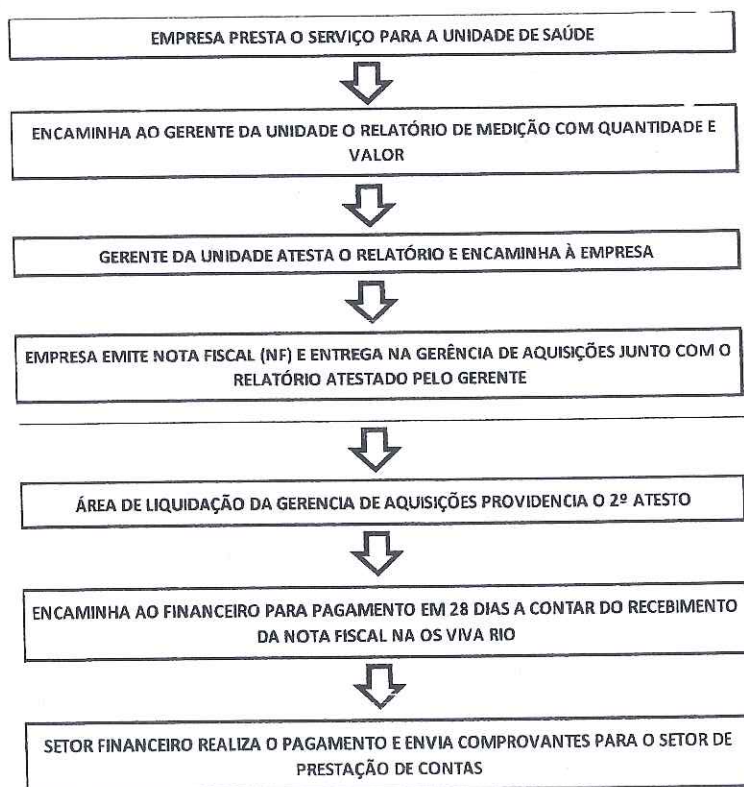 EMPRESA PRESTA O SERVIÇO PARA A UNIDADE DE SAÚDE
ENCAMINHA AO GERENTE DA UNIDADE O RELATÓRIO DE MEDIÇÃO COM QUANTIDADE E
VALOR
GERENTE DA UNIDADE ATESTA O RELATÓRIO E ENCAMINHA À EMPRESA
EMPRESA EMITE NOTA FISCAL (NF) E ENTREGA NA GERÊNCIA DE AQUISIÇÕES JUNTO COM O
RELATÓRIO ATESTADO PELO GERENTE
ÁREA DE LIQUIDAÇÃO DA GERENCIA DE AQUISIÇÕES PROVIDENCIA O 2º ATESTO
ENCAMINHA AO FINANCEIRO PARA PAGAMENTO EM 28 DIAS A CONTAR DO RECEBIMENTO
DA NOTA FISCAL NA OS VIVA RIO
SETOR FINANCEIRO REALIZA O PAGAMENTO E ENVIA COMPROVANTES PARA O SETOR DE
PRESTAÇÃO DE CONTAS